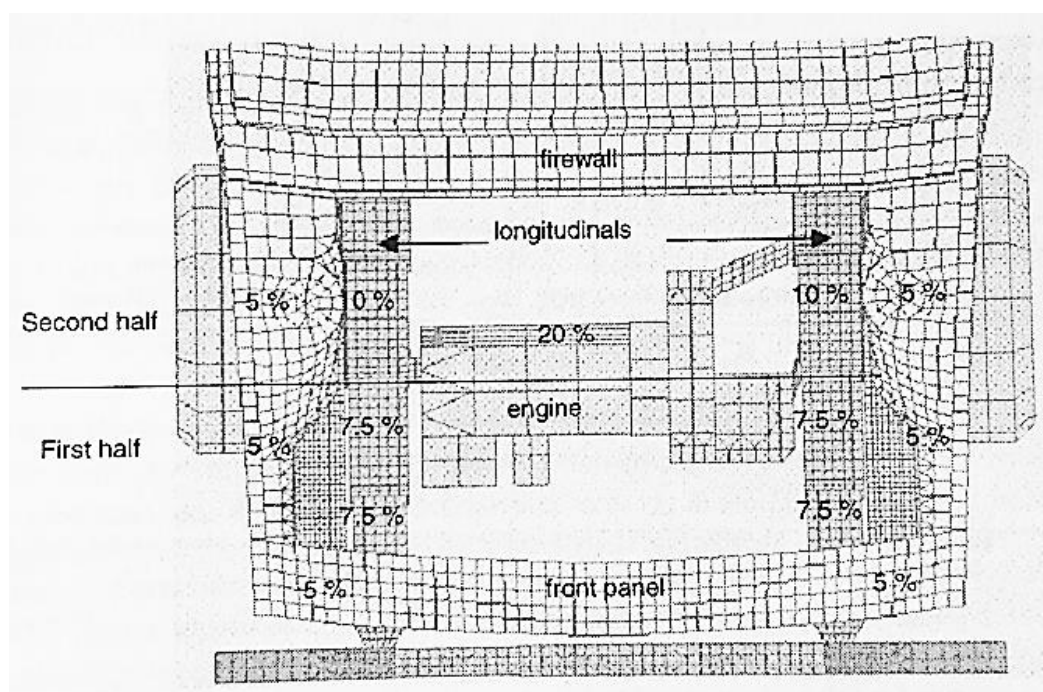 firewall
longitudinals
5 %
10 %
10 %
5 %
Second half
20 %
engine
7.5 %
7.5 %
First half
5 %
5 %
7.5 %
7.5 %
5 %
front panel
5 %